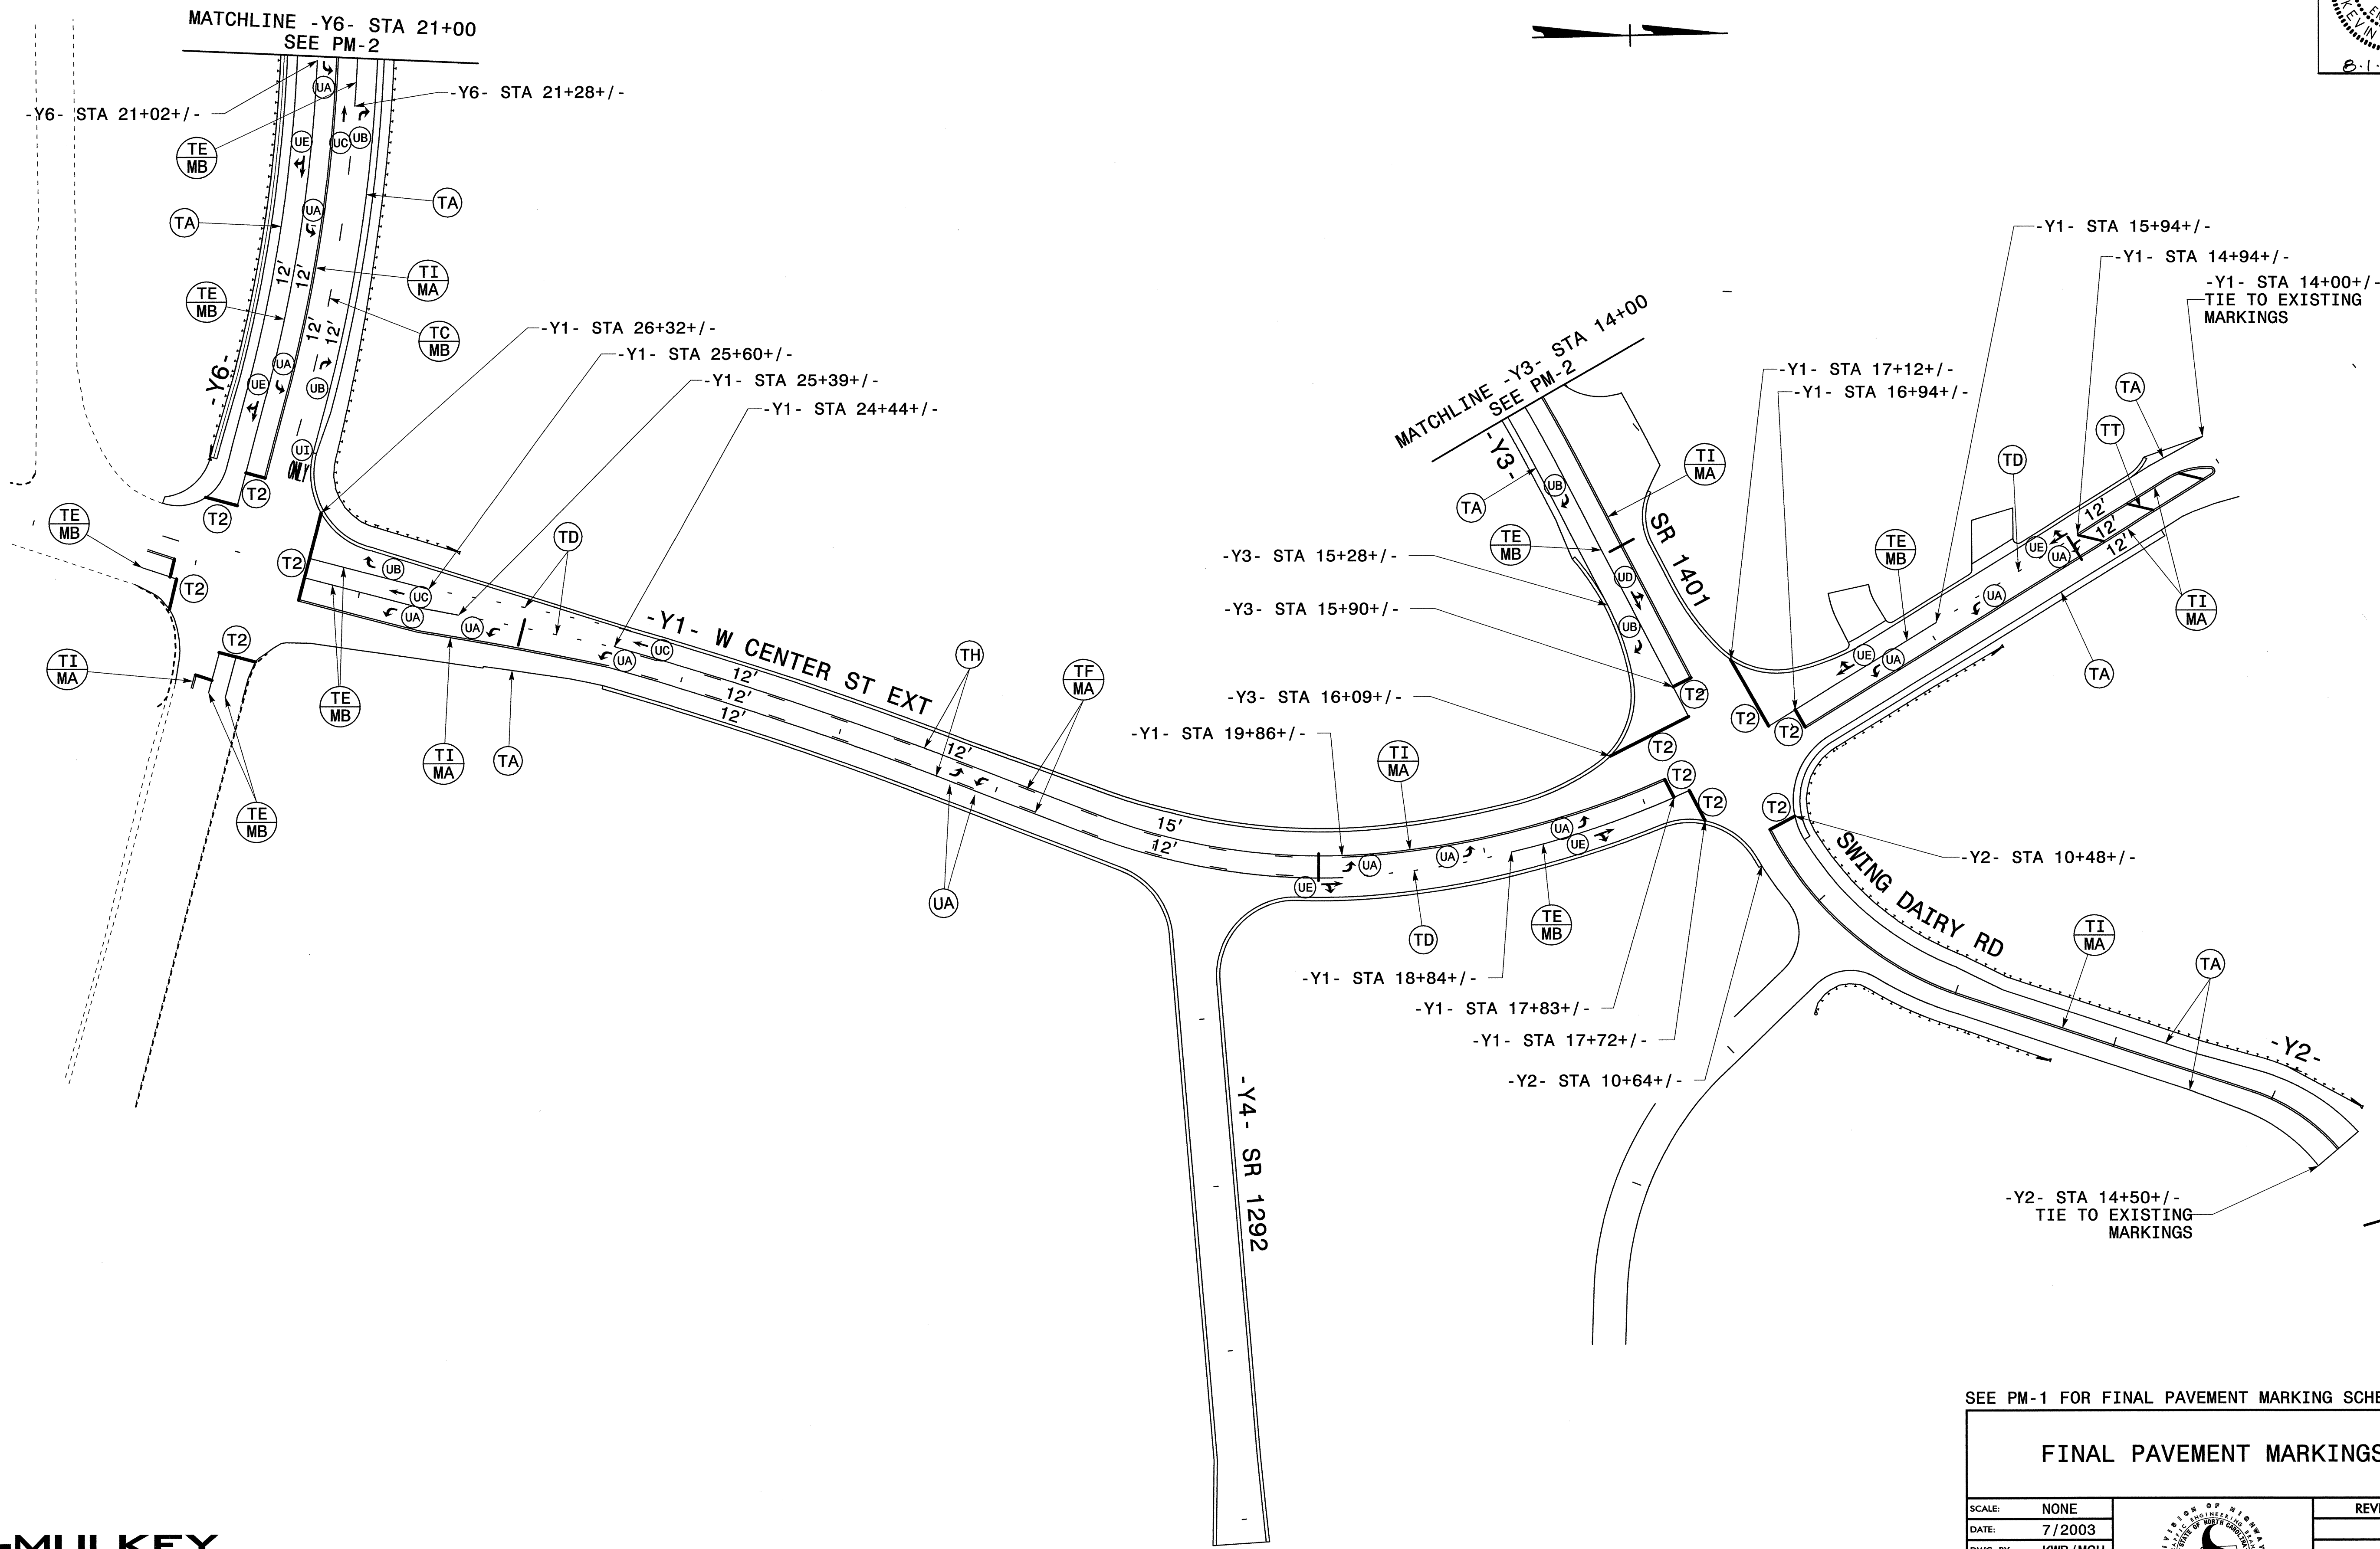 MATCHLINE -Y6- STA 21+00
SEE PM-2
-Y6- STA 21+02+/-
-Y6- STA 21+28+/-
UA
UE
UC
UB
TE
MB
TA
TA
UA
12'
12'
TI
MA
TE
MB
12'
12'
TC
MB
-Y6-
UE
UA
UB
UI
ONLY
T2
T2
-Y1- STA 26+32+/-
-Y1- STA 25+60+/-
-Y1- STA 25+39+/-
-Y1- STA 24+44+/-
TE
MB
T2
T2
T2
TI
MA
TE
MB
UB
UC
UA
UA
TD
UA
UC
TE
MB
TI
MA
TA
-Y1- W CENTER ST EXT
12'
12'
12'
12'
TH
TF
MA
UA
15'
12'
MATCHLINE -Y3- STA 14+00
SEE PM-2
-Y3-
TA
UB
TI
MA
TE
MB
SR 1401
UD
UB
-Y3- STA 15+28+/-
-Y3- STA 15+90+/-
-Y3- STA 16+09+/-
-Y1- STA 19+86+/-
TI
MA
T2
T2
T2
T2
T2
T2
T2
UA
UA
UA
UE
UE
TD
TE
MB
-Y1- STA 18+84+/-
-Y1- STA 17+83+/-
-Y1- STA 17+72+/-
-Y2- STA 10+64+/-
-Y1- STA 15+94+/-
-Y1- STA 14+94+/-
-Y1- STA 14+00+/-
TIE TO EXISTING
MARKINGS
-Y1- STA 17+12+/-
-Y1- STA 16+94+/-
TA
TT
TD
TE
MB
12'
12'
12'
UE
UA
UA
UE
UA
TI
MA
TA
-Y2- STA 10+48+/-
SWING DAIRY RD
TI
MA
TA
-Y2-
-Y2- STA 14+50+/-
TIE TO EXISTING
MARKINGS
-Y4- SR 1292
SEE PM-1 FOR FINAL PAVEMENT MARKING SCHE
FINAL PAVEMENT MARKINGS
SCALE: NONE
DATE: 7/2003
REV
STATE OF NORTH CAROLINA
MULKEY
KEVIN
8.1.